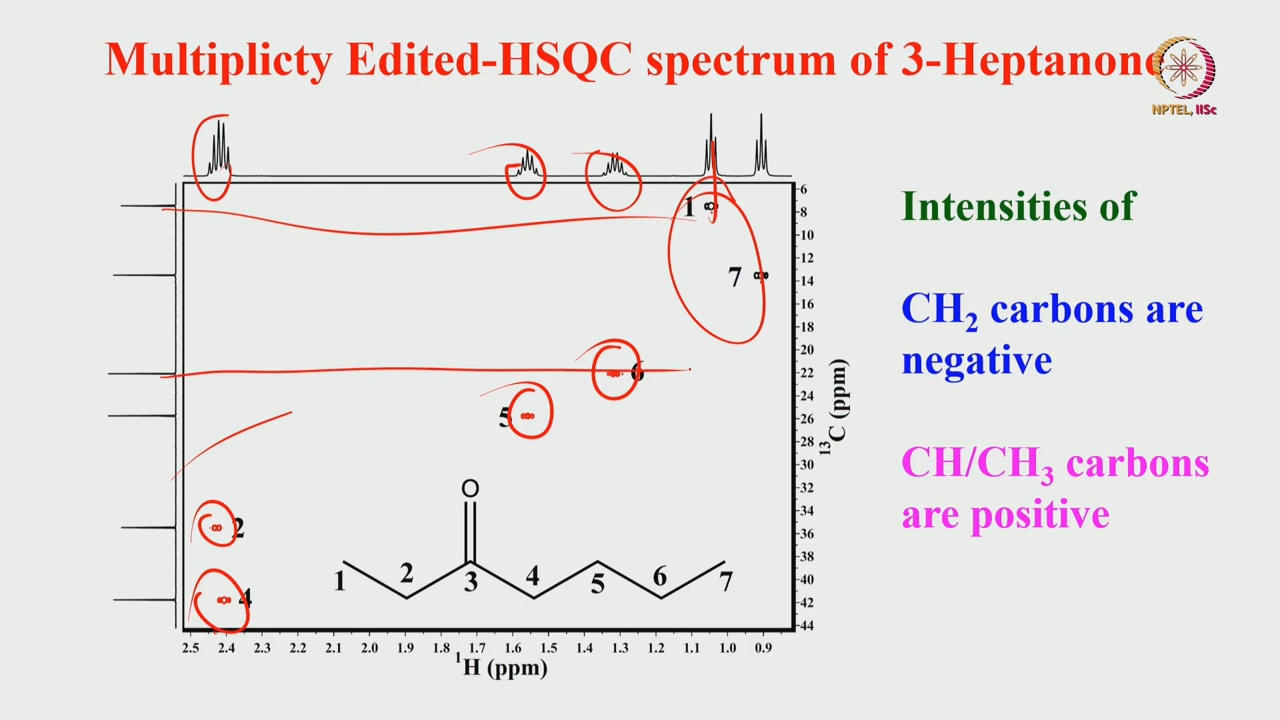 Multiplicty Edited-HSQC spectrum of 3-Heptanone
NPTEL, IISc
6
8
10
12
14
16
18
20
22
24
26
28
30
32
34
36
38
40
42
44
¹³C (ppm)
1
7
6
5
2
4
O
1 2 3 4 5 6 7
2.5 2.4 2.3 2.2 2.1 2.0 1.9 1.8 1.7 1.6 1.5 1.4 1.3 1.2 1.1 1.0 0.9
¹H (ppm)
Intensities of
CH₂ carbons are
negative
CH/CH₃ carbons
are positive